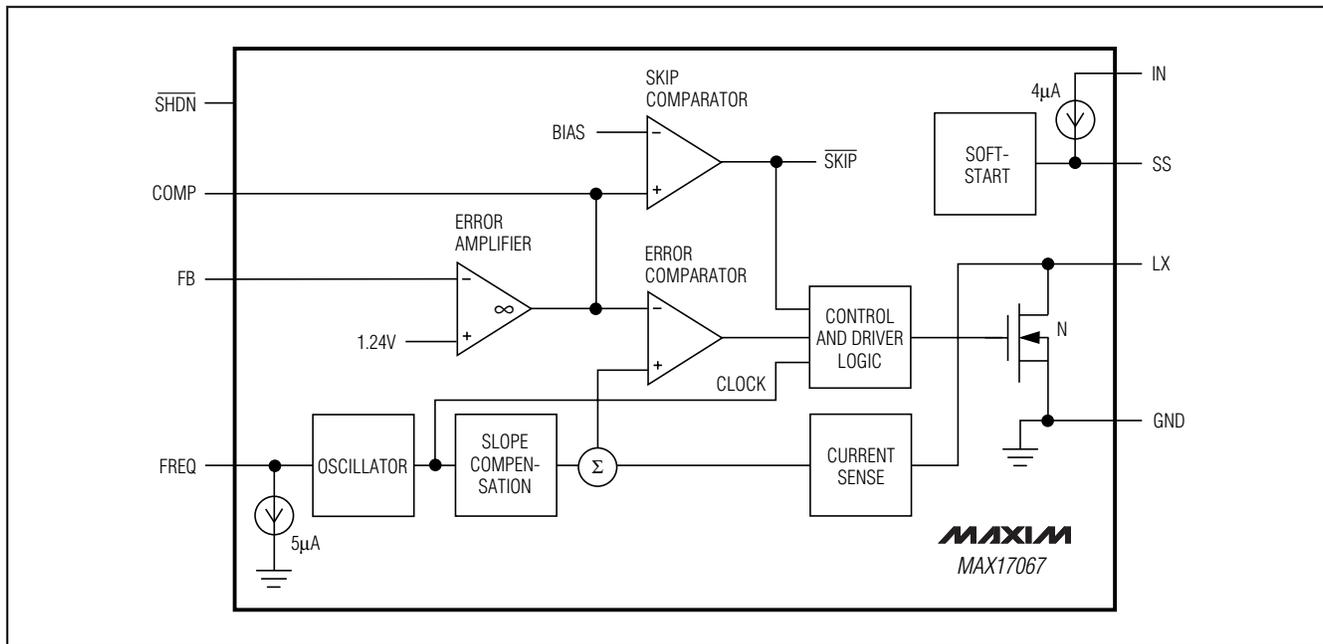 SHDN
COMP
FB
FREQ
SKIP
COMPARATOR
BIAS
−
+
SKIP
ERROR
AMPLIFIER
−
∞
+
1.24V
ERROR
COMPARATOR
−
+
CLOCK
CONTROL
AND DRIVER
LOGIC
OSCILLATOR
SLOPE
COMPEN-
SATION
Σ
CURRENT
SENSE
5µA
SOFT-
START
4µA
N
IN
SS
LX
GND
MAXIM
MAX17067